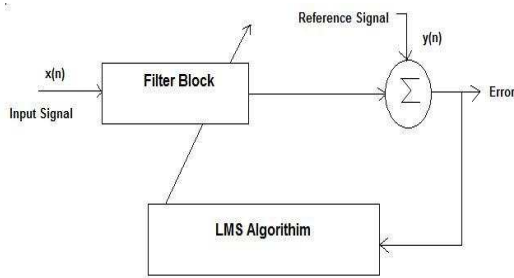 Reference Signal
y(n)
x(n)
Filter Block
Σ
Error
Input Signal
LMS Algorithim